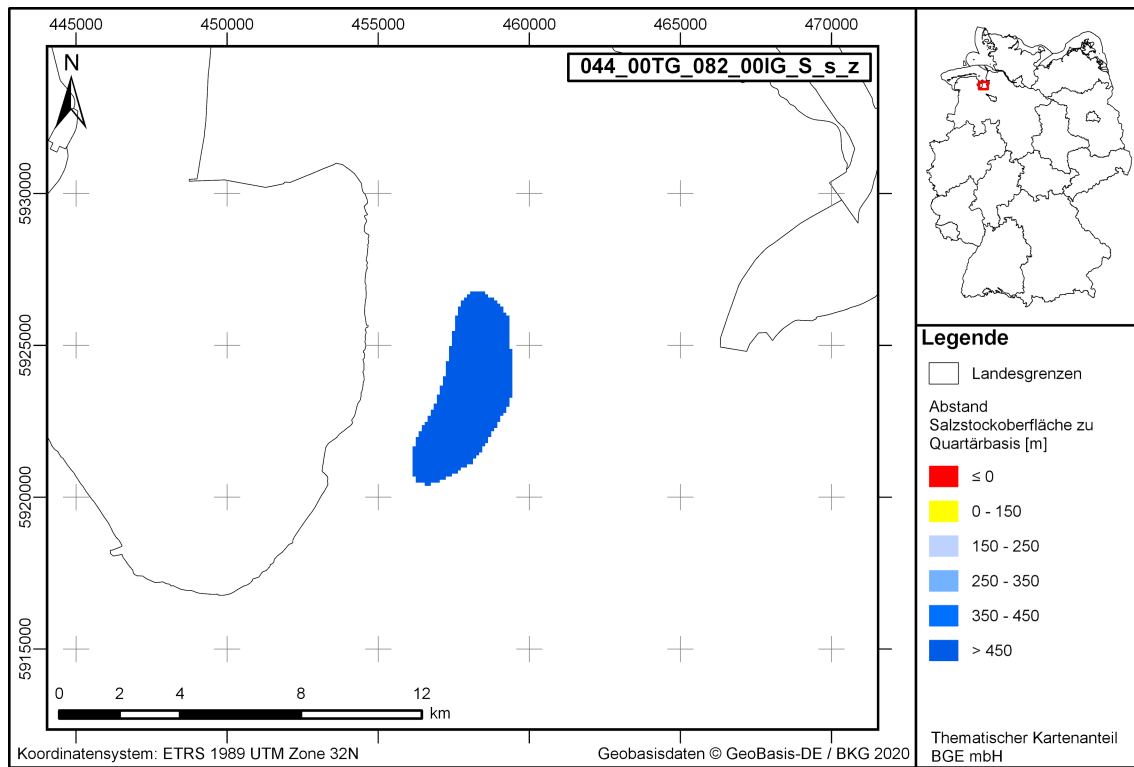 445000
450000
455000
460000
465000
470000
N
044_00TG_082_00IG_S_s_z
5930000
5925000
5920000
5915000
0
2
4
8
12
km
Koordinatensystem: ETRS 1989 UTM Zone 32N
Geobasisdaten © GeoBasis-DE / BKG 2020
Legende
Landesgrenzen
Abstand
Salzstockoberfläche zu
Quartärbasis [m]
≤ 0
0 - 150
150 - 250
250 - 350
350 - 450
> 450
Thematischer Kartenanteil
BGE mbH